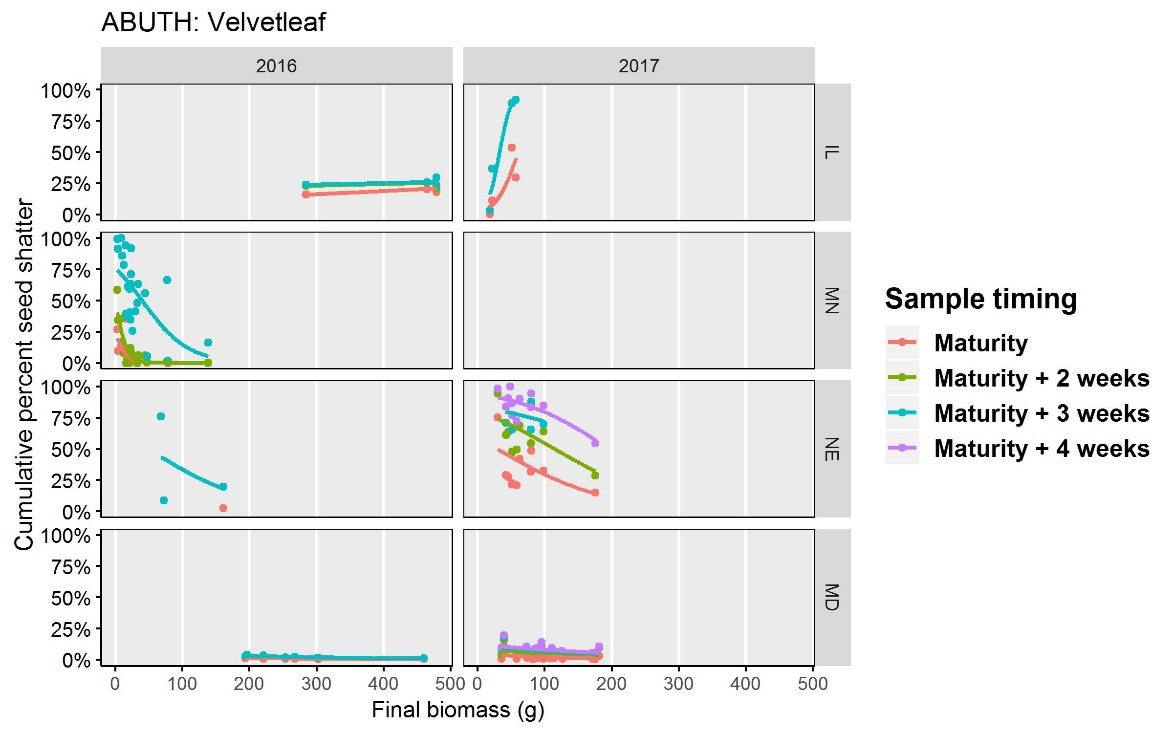 ABUTH: Velvetleaf
2016
2017
100%
75%
50%
25%
0%
IL
100%
75%
50%
25%
0%
MN
100%
75%
50%
25%
0%
NE
100%
75%
50%
25%
0%
MD
Cumulative percent seed shatter
0 100 200 300 400 500 0 100 200 300 400 500
Final biomass (g)
Sample timing
Maturity
Maturity + 2 weeks
Maturity + 3 weeks
Maturity + 4 weeks